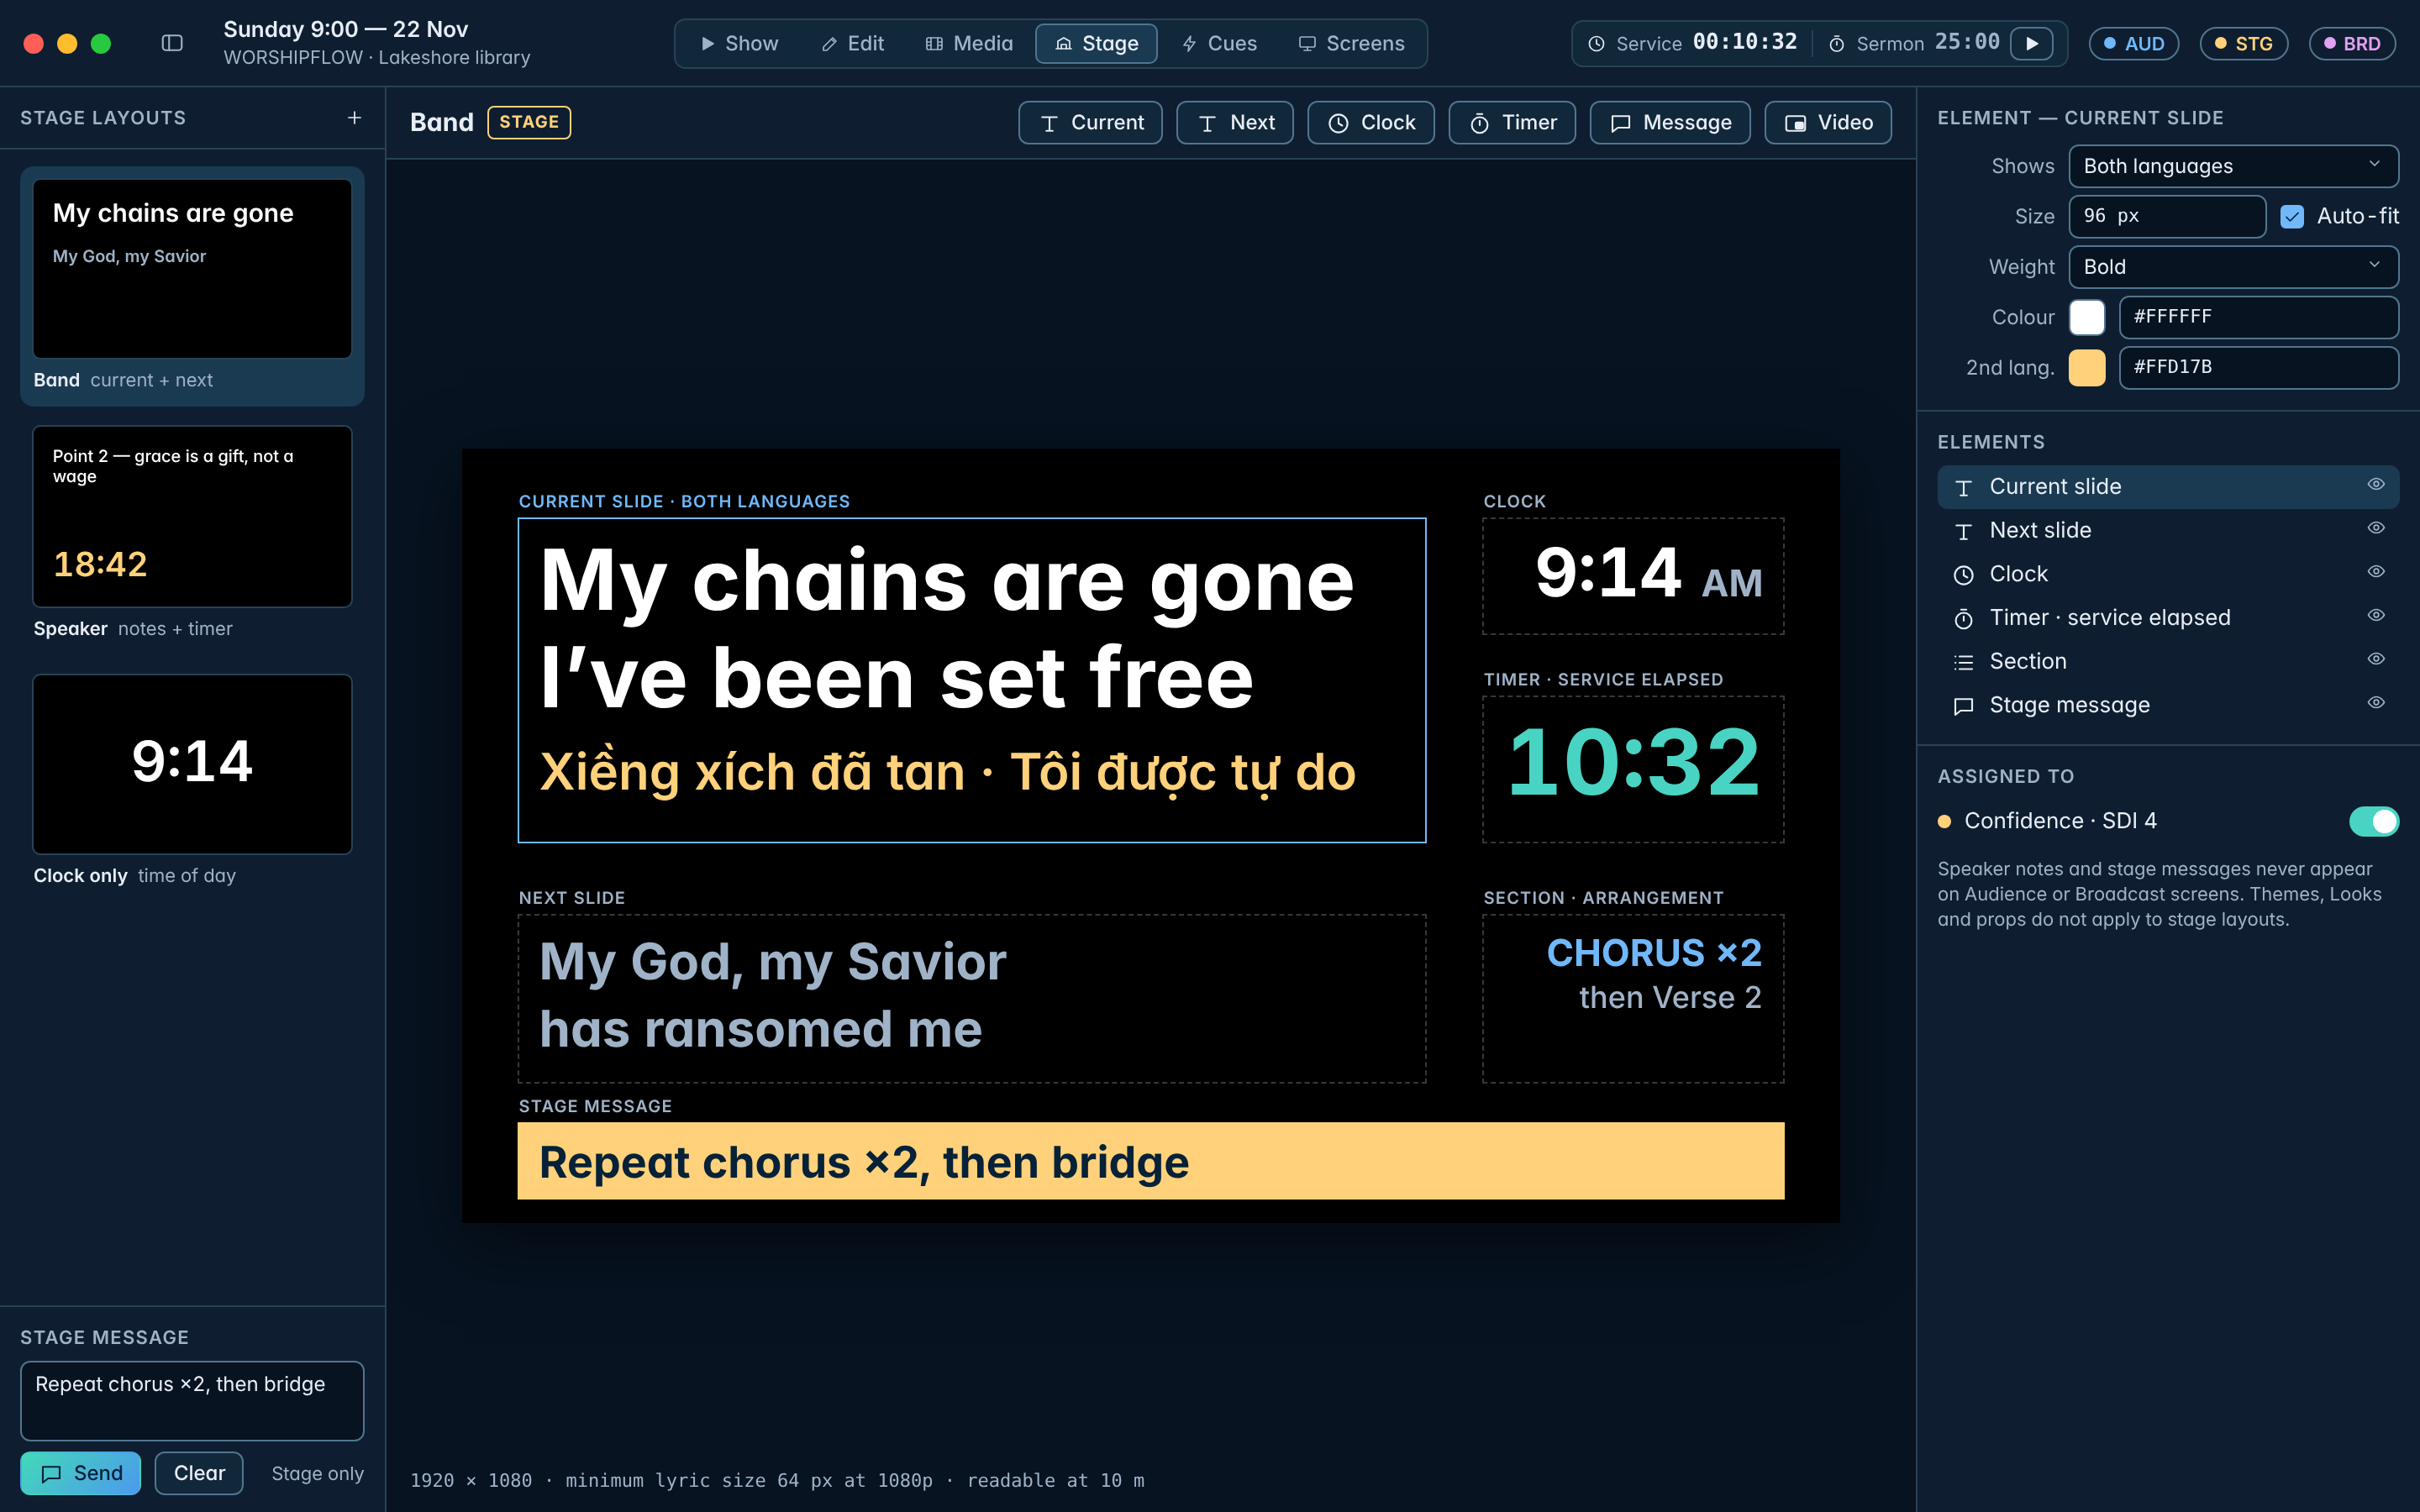 Sunday 9:00 — 22 Nov
WORSHIPFLOW · Lakeshore library
Show
Edit
Media
Stage
Cues
Screens
Service 00:10:32
Sermon 25:00
AUD
STG
BRD
STAGE LAYOUTS
My chains are gone
My God, my Savior
Band current + next
Point 2 — grace is a gift, not a
wage
18:42
Speaker notes + timer
9:14
Clock only time of day
STAGE MESSAGE
Repeat chorus ×2, then bridge
Send
Clear
Stage only
Band STAGE
Current
Next
Clock
Timer
Message
Video
CURRENT SLIDE · BOTH LANGUAGES
My chains are gone
I’ve been set free
Xiềng xích đã tan · Tôi được tự do
CLOCK
9:14 AM
TIMER · SERVICE ELAPSED
10:32
NEXT SLIDE
My God, my Savior
has ransomed me
SECTION · ARRANGEMENT
CHORUS ×2
then Verse 2
STAGE MESSAGE
Repeat chorus ×2, then bridge
1920 × 1080 · minimum lyric size 64 px at 1080p · readable at 10 m
ELEMENT — CURRENT SLIDE
Shows Both languages
Size 96 px Auto-fit
Weight Bold
Colour #FFFFFF
2nd lang. #FFD17B
ELEMENTS
Current slide
Next slide
Clock
Timer · service elapsed
Section
Stage message
ASSIGNED TO
Confidence · SDI 4
Speaker notes and stage messages never appear
on Audience or Broadcast screens. Themes, Looks
and props do not apply to stage layouts.